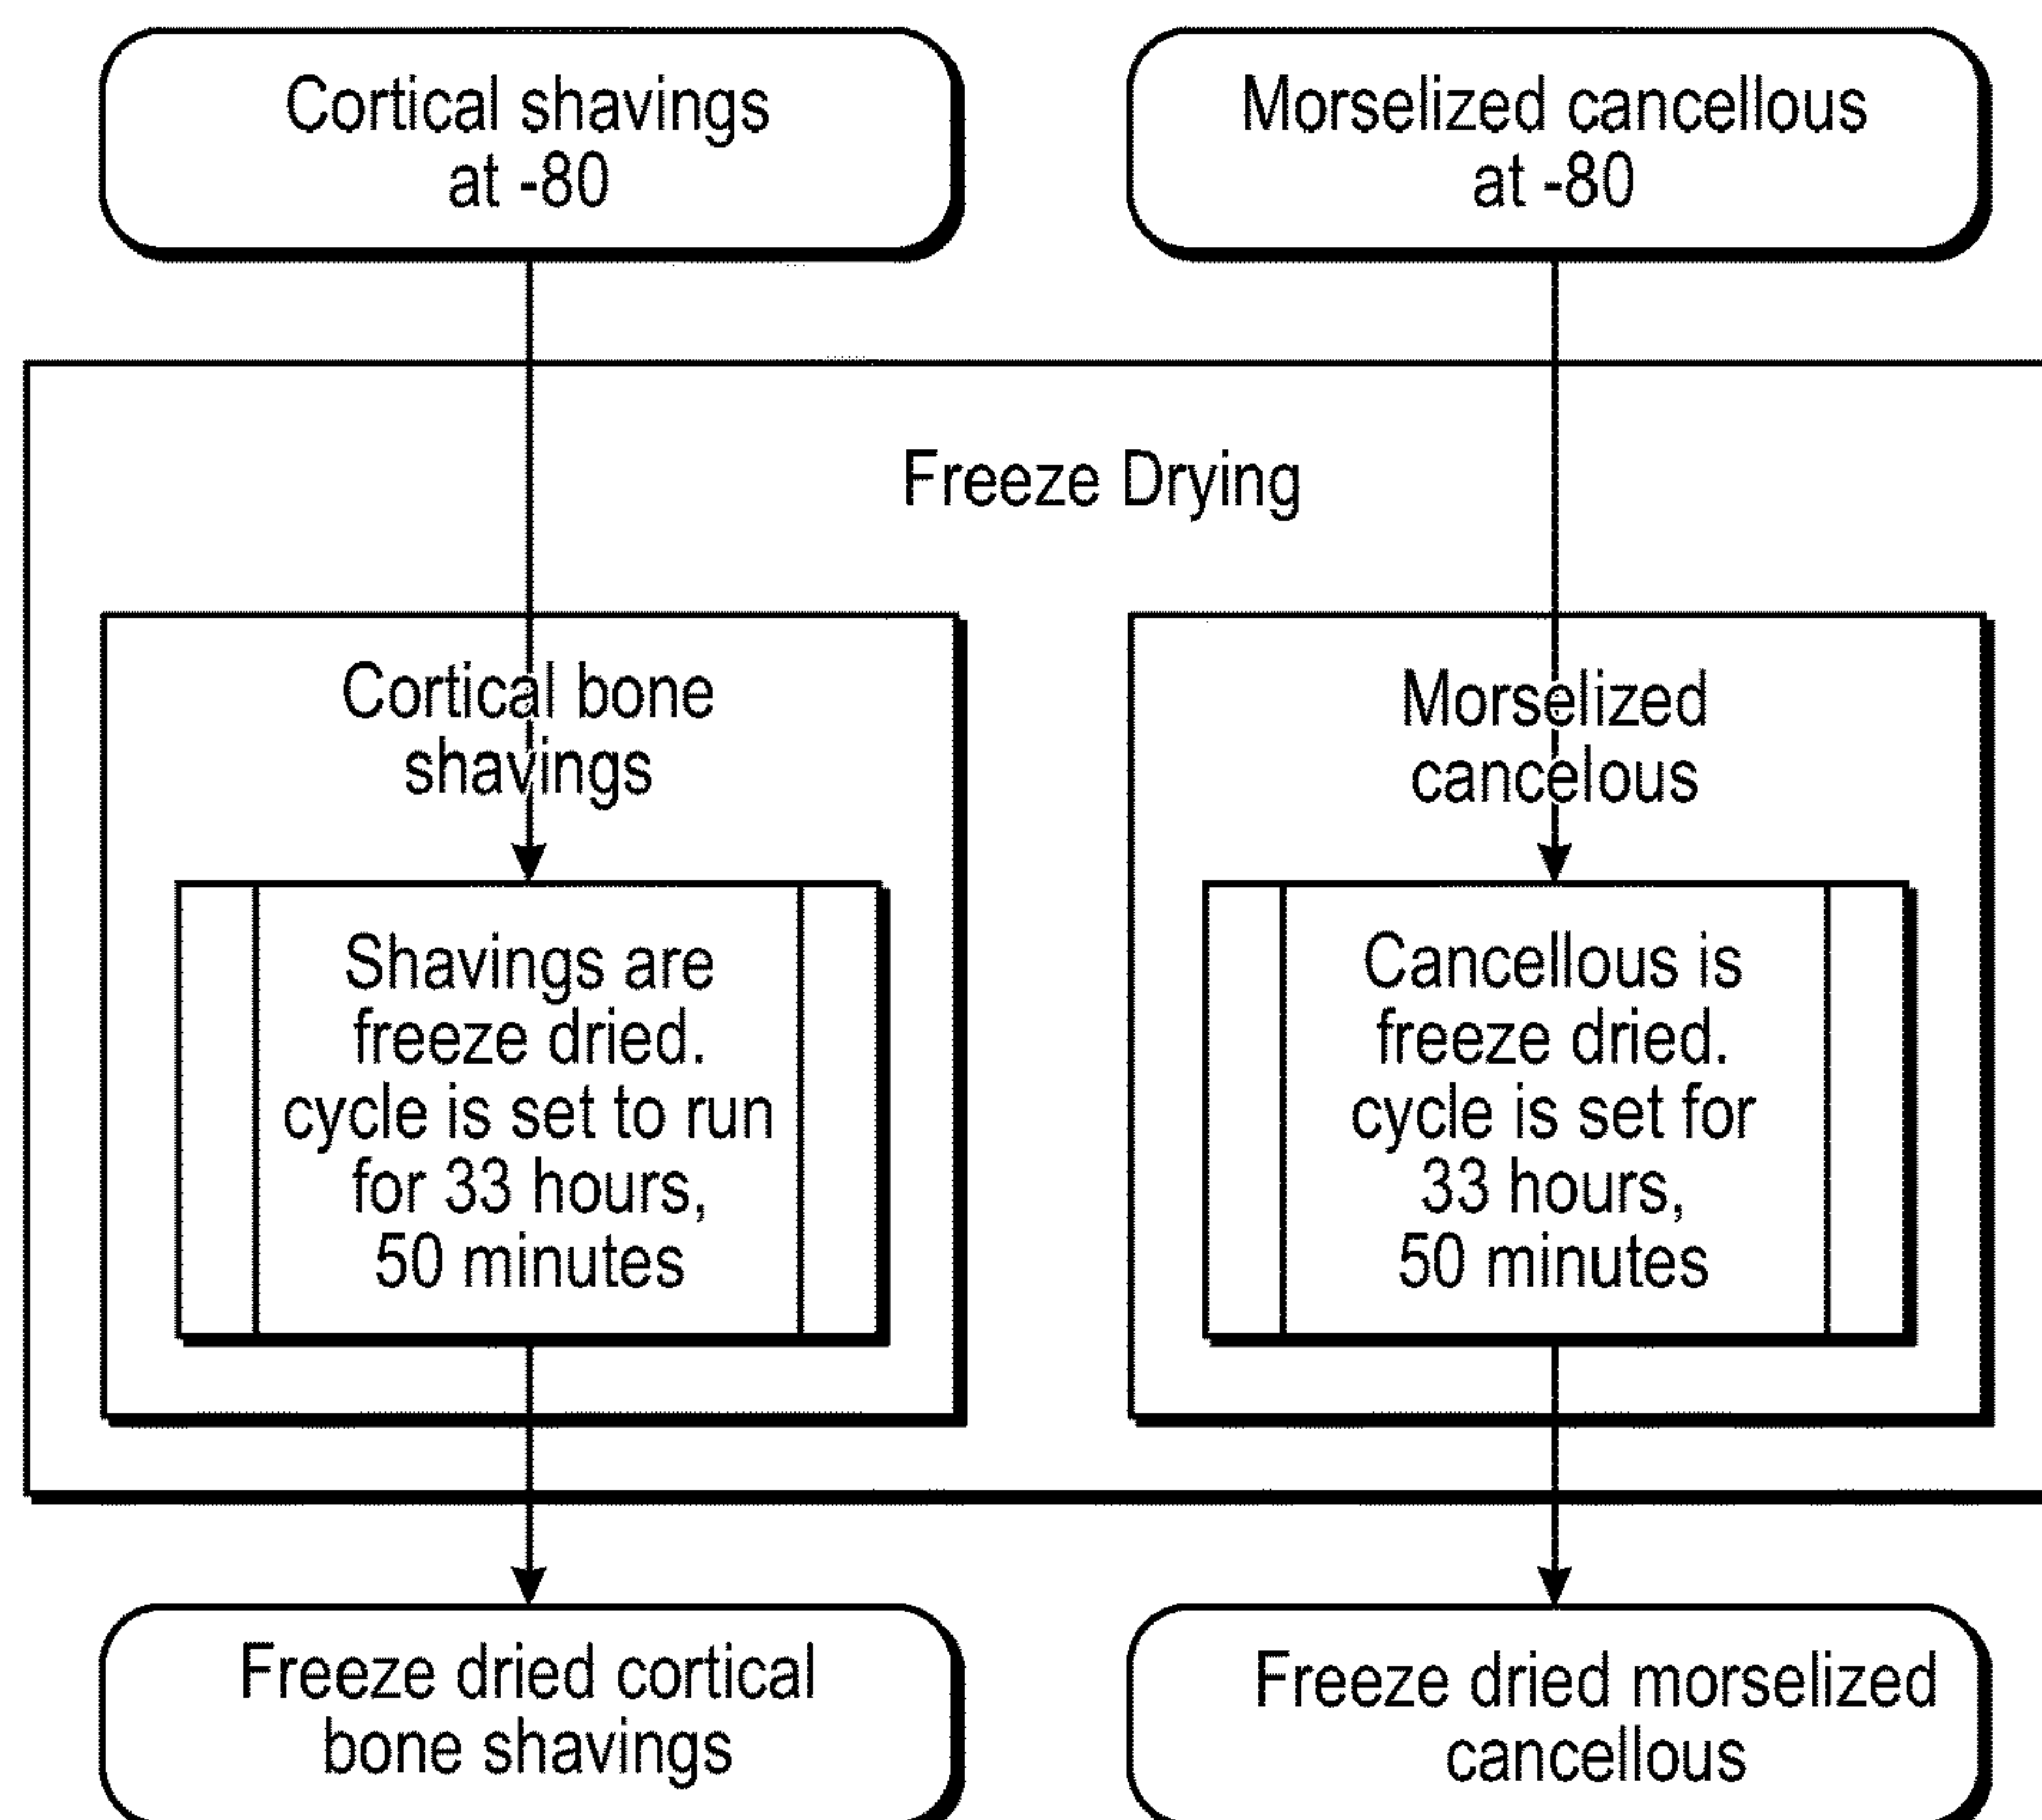 Cortical shavings
at -80
Morselized cancellous
at -80
Freeze Drying
Cortical bone
shavings
Morselized
cancelous
Shavings are
freeze dried.
cycle is set to run
for 33 hours,
50 minutes
Cancellous is
freeze dried.
cycle is set for
33 hours,
50 minutes
Freeze dried cortical
bone shavings
Freeze dried morselized
cancellous